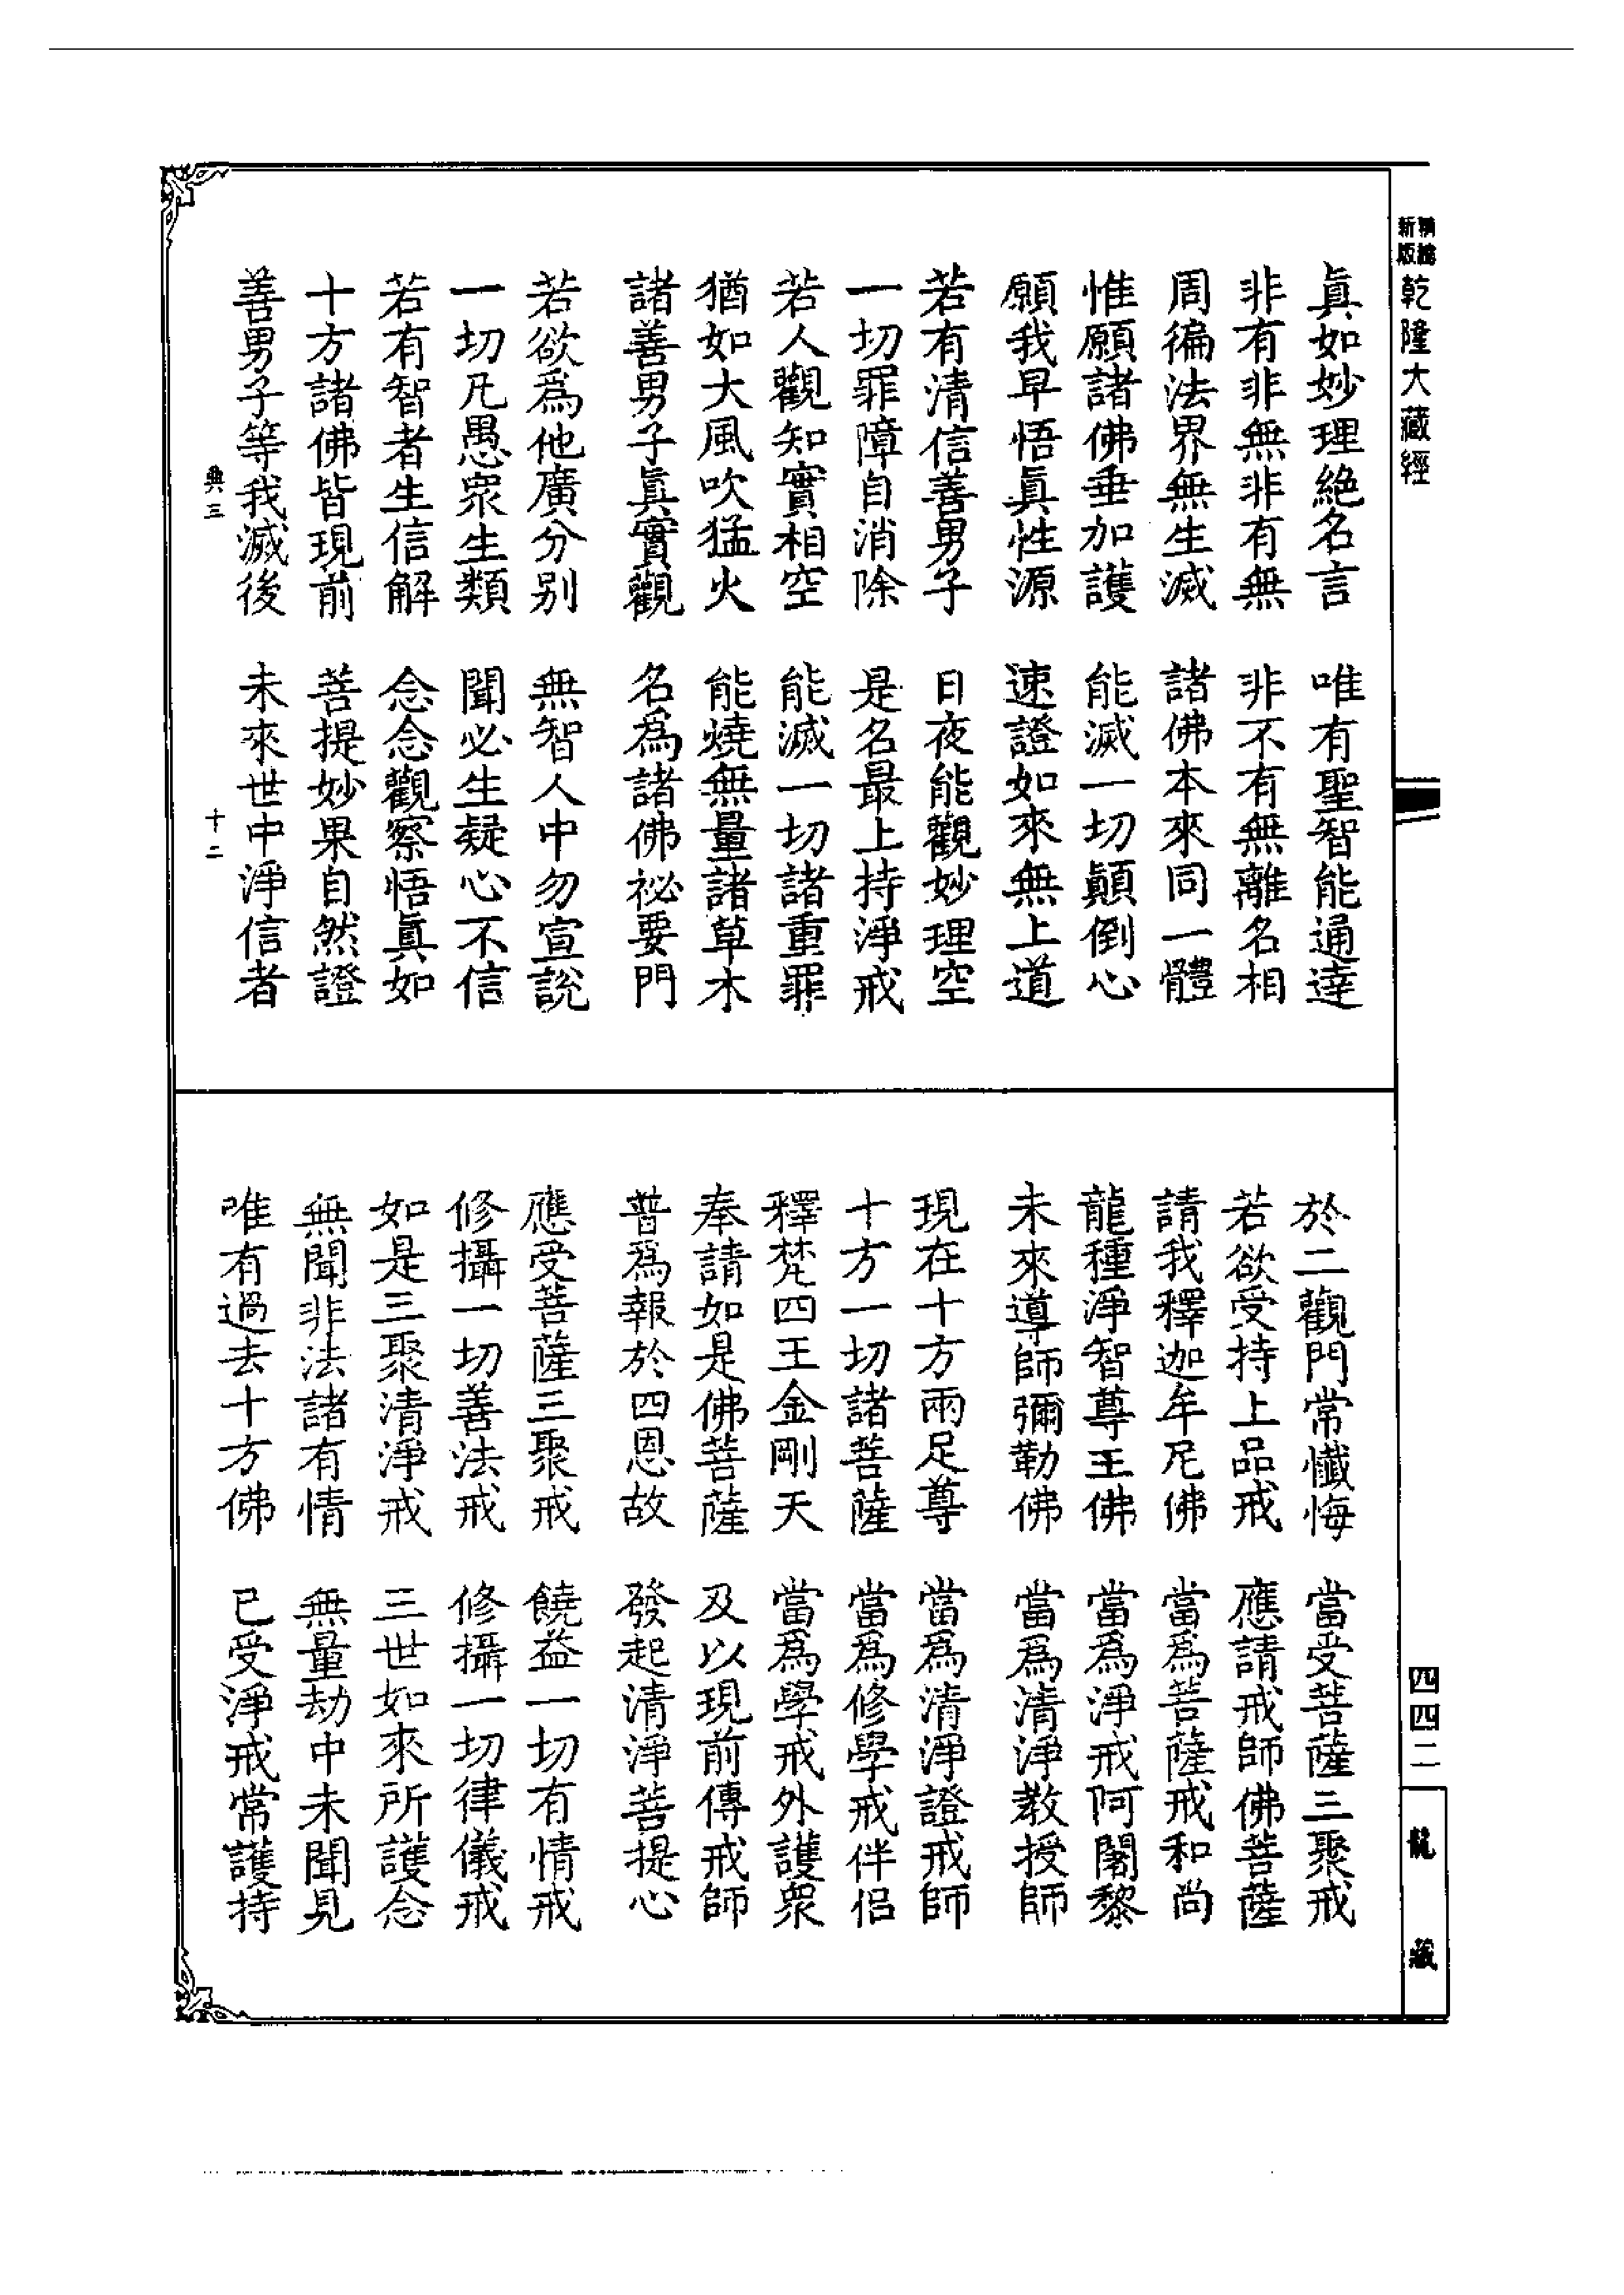 新版
精縮
乾隆大藏經
眞如妙理絶名言　唯有聖智能通達
非有非無非有無　非不有無離名相
周徧法界無生滅　諸佛本來同一體
惟願諸佛垂加護　能滅一切顚倒心
願我早悟眞性源　速證如來無上道
若有清信善男子　日夜能觀妙理空
一切罪障自消除　是名最上持淨戒
若人觀知實相空　能滅一切諸重罪
猶如大風吹猛火　能燒無量諸草木
諸善男子眞實觀　名爲諸佛祕要門
若欲爲他廣分别　無智人中勿宣說
一切凡愚衆生類　聞必生疑心不信
若有智者生信解　念念觀察悟眞如
十方諸佛皆現前　菩提妙果自然證
善男子等我滅後　未來世中淨信者
典三　十二
於二觀門常懺悔　當受菩薩三聚戒
若欲受持上品戒　應請戒師佛菩薩
請我釋迦牟尼佛　當爲菩薩戒和尚
龍種淨智尊王佛　當爲淨戒阿闍黎
未來導師彌勒佛　當爲清淨教授師
現在十方兩足尊　當爲清淨證戒師
十方一切諸菩薩　當爲修學戒伴侶
釋梵四王金剛天　當爲學戒外護衆
奉請如是佛菩薩　及以現前傳戒師
普爲報於四恩故　發起清淨菩提心
應受菩薩三聚戒　饒益一切有情戒
修攝一切善法戒　修攝一切律儀戒
如是三聚清淨戒　三世如來所護念
無聞非法諸有情　無量劫中未聞見
唯有過去十方佛　已受淨戒常護持
四四二
龍藏